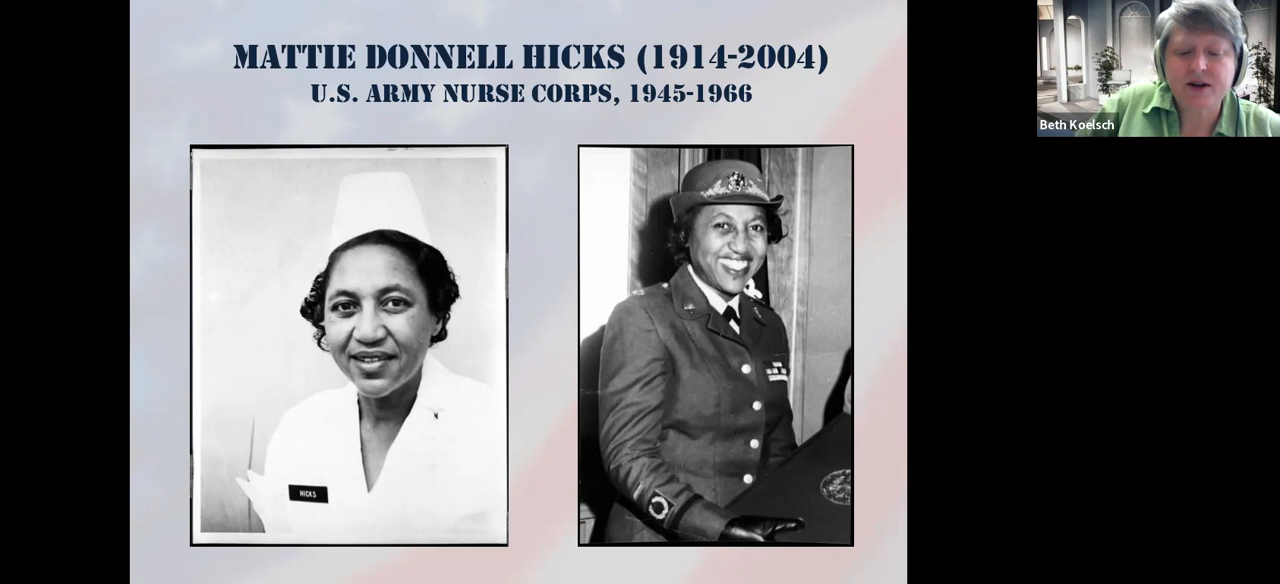 MATTIE DONNELL HICKS (1914-2004)
U.S. ARMY NURSE CORPS, 1945-1966
HICKS
Beth Koelsch